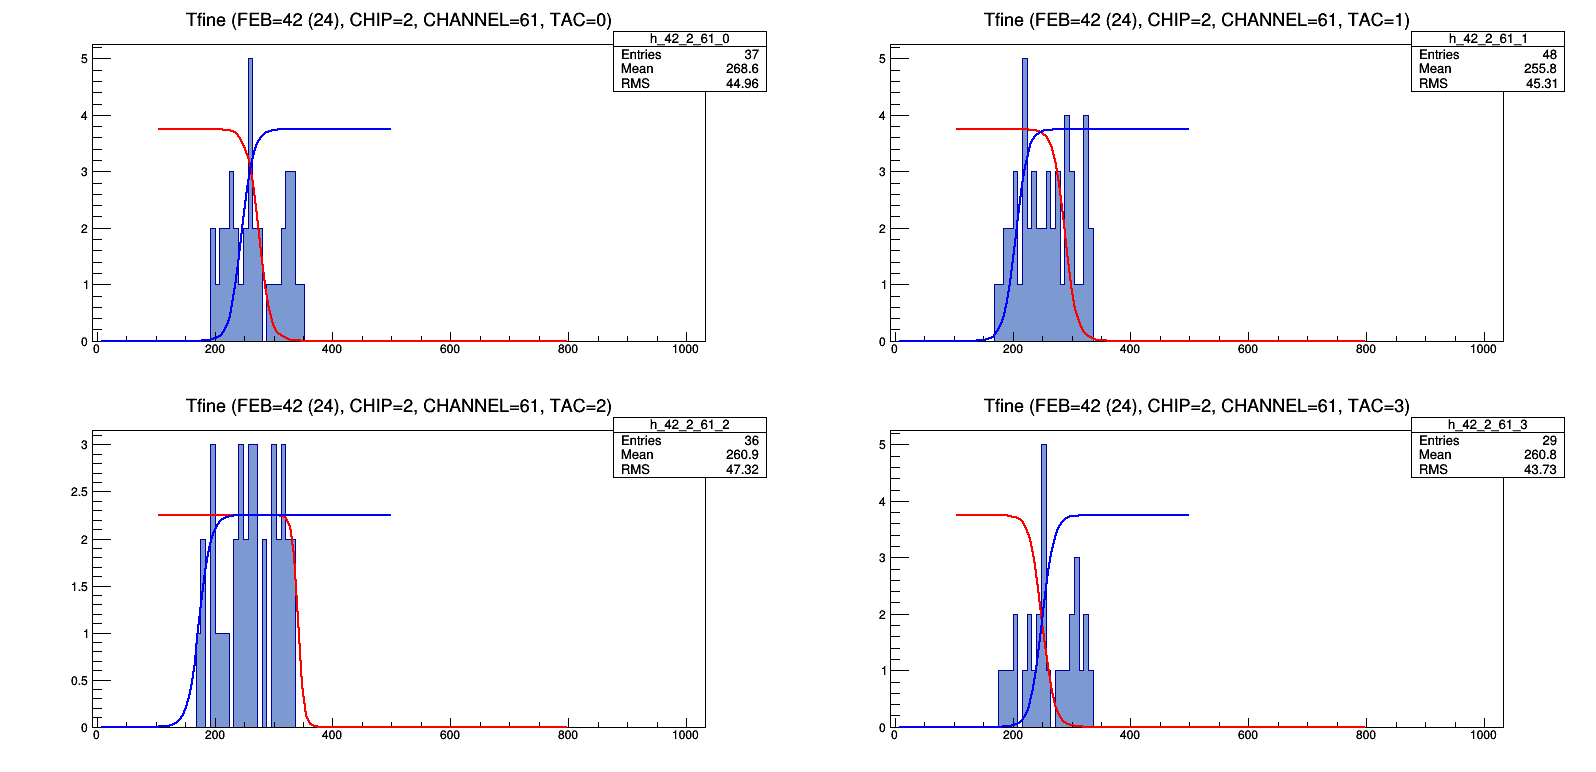 Tfine (FEB=42 (24), CHIP=2, CHANNEL=61, TAC=0)
h_42_2_61_0
Entries 37
Mean 268.6
RMS 44.96
5
4
3
2
1
0
0 200 400 600 800 1000
Tfine (FEB=42 (24), CHIP=2, CHANNEL=61, TAC=1)
h_42_2_61_1
Entries 48
Mean 255.8
RMS 45.31
5
4
3
2
1
0
0 200 400 600 800 1000
Tfine (FEB=42 (24), CHIP=2, CHANNEL=61, TAC=2)
h_42_2_61_2
Entries 36
Mean 260.9
RMS 47.32
3
2.5
2
1.5
1
0.5
0
0 200 400 600 800 1000
Tfine (FEB=42 (24), CHIP=2, CHANNEL=61, TAC=3)
h_42_2_61_3
Entries 29
Mean 260.8
RMS 43.73
5
4
3
2
1
0
0 200 400 600 800 1000